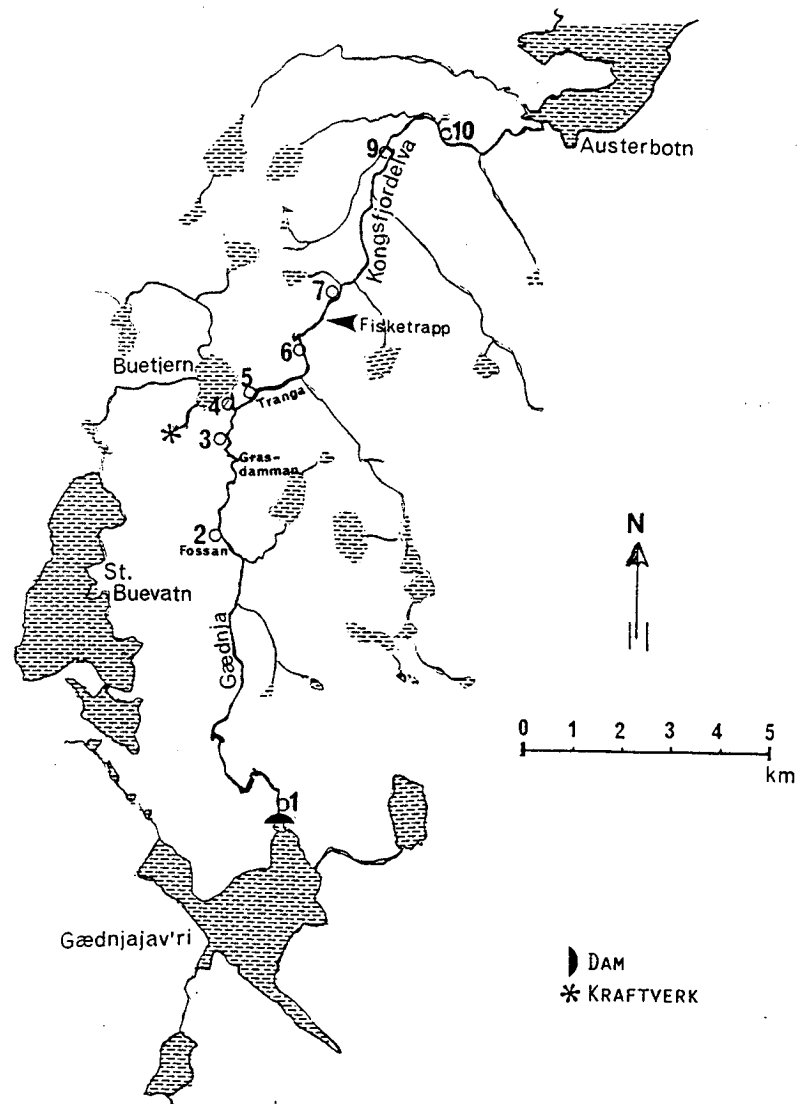 10
9
Austerbotn
Kongsfjordelva
7
Fisketrapp
6
Buetjern
5
Tranga
4
3
Gras-
damman
2
Fossan
N
St.
Buevatn
Gædnja
0 1 2 3 4 5
km
1
Gædnjajav'ri
DAM
KRAFTVERK